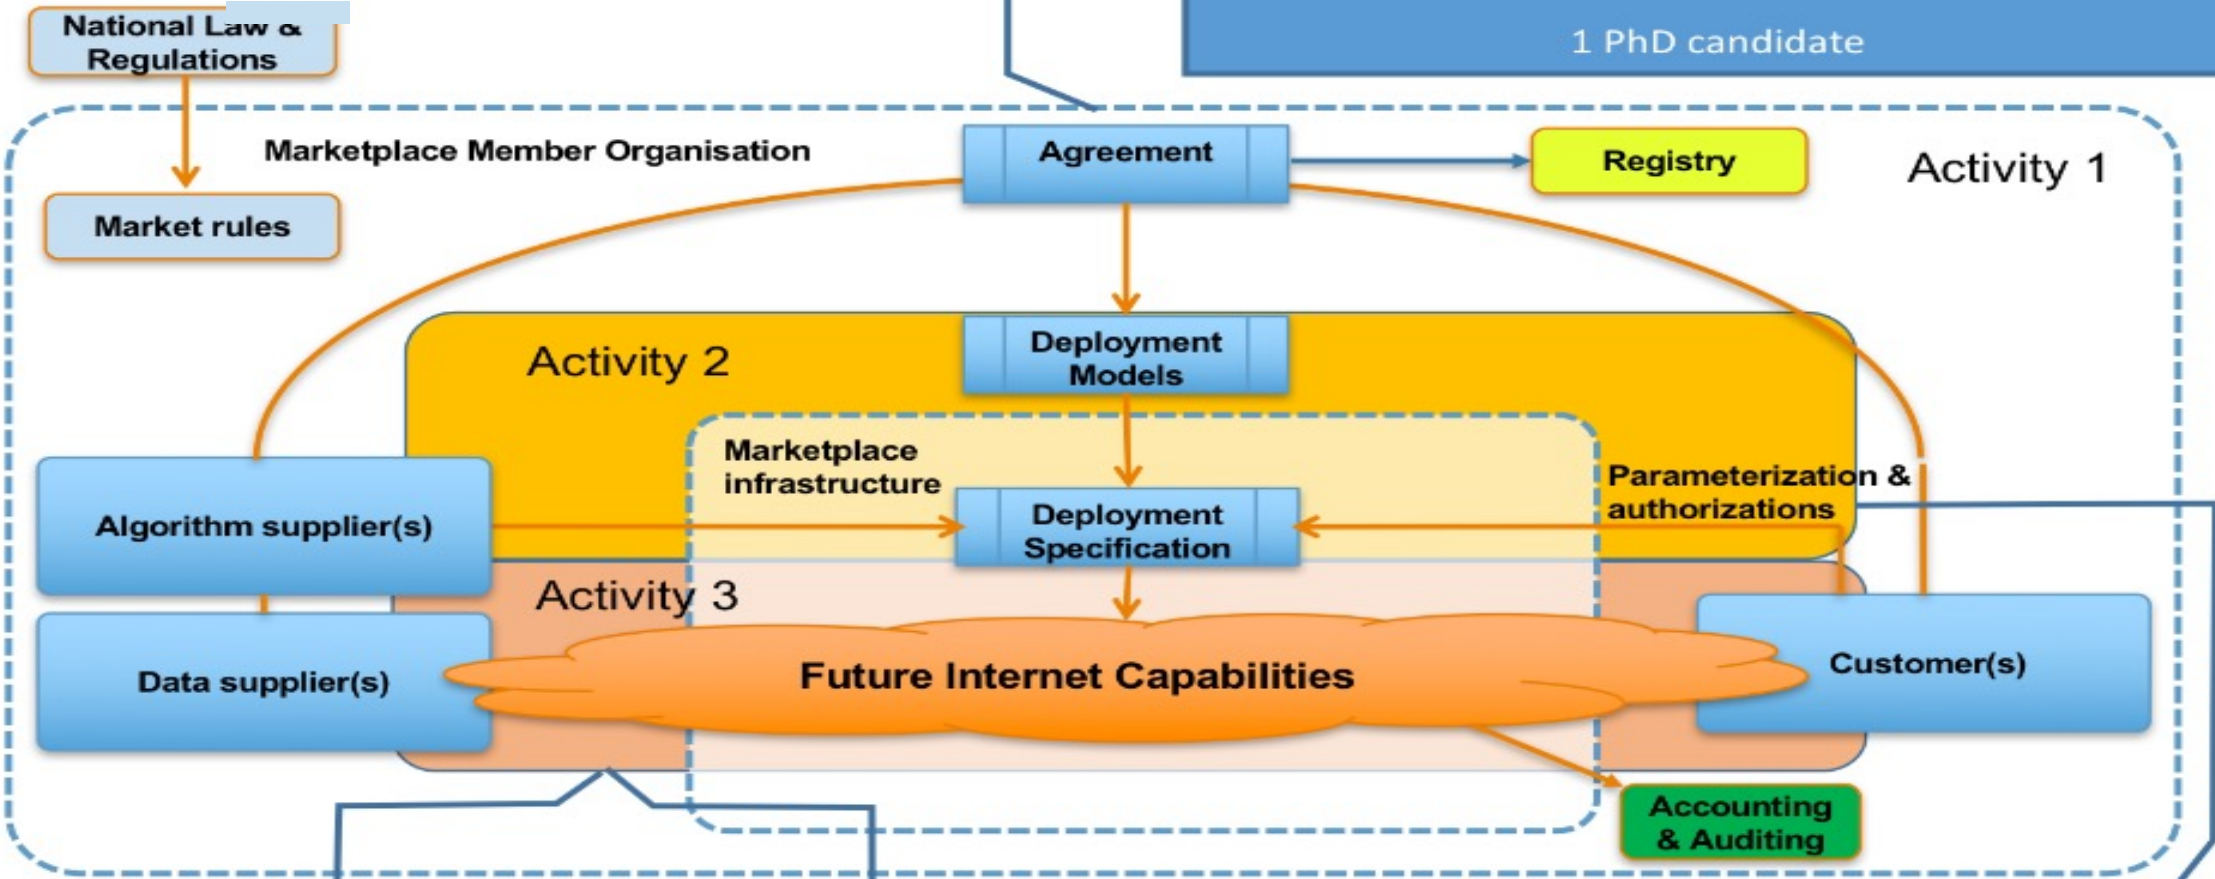 National Law &
Regulations
1 PhD candidate
Marketplace Member Organisation
Agreement
Registry
Activity 1
Market rules
Activity 2
Deployment
Models
Marketplace
infrastructure
Parameterization &
authorizations
Algorithm supplier(s)
Deployment
Specification
Activity 3
Data supplier(s)
Future Internet Capabilities
Customer(s)
Accounting
& Auditing